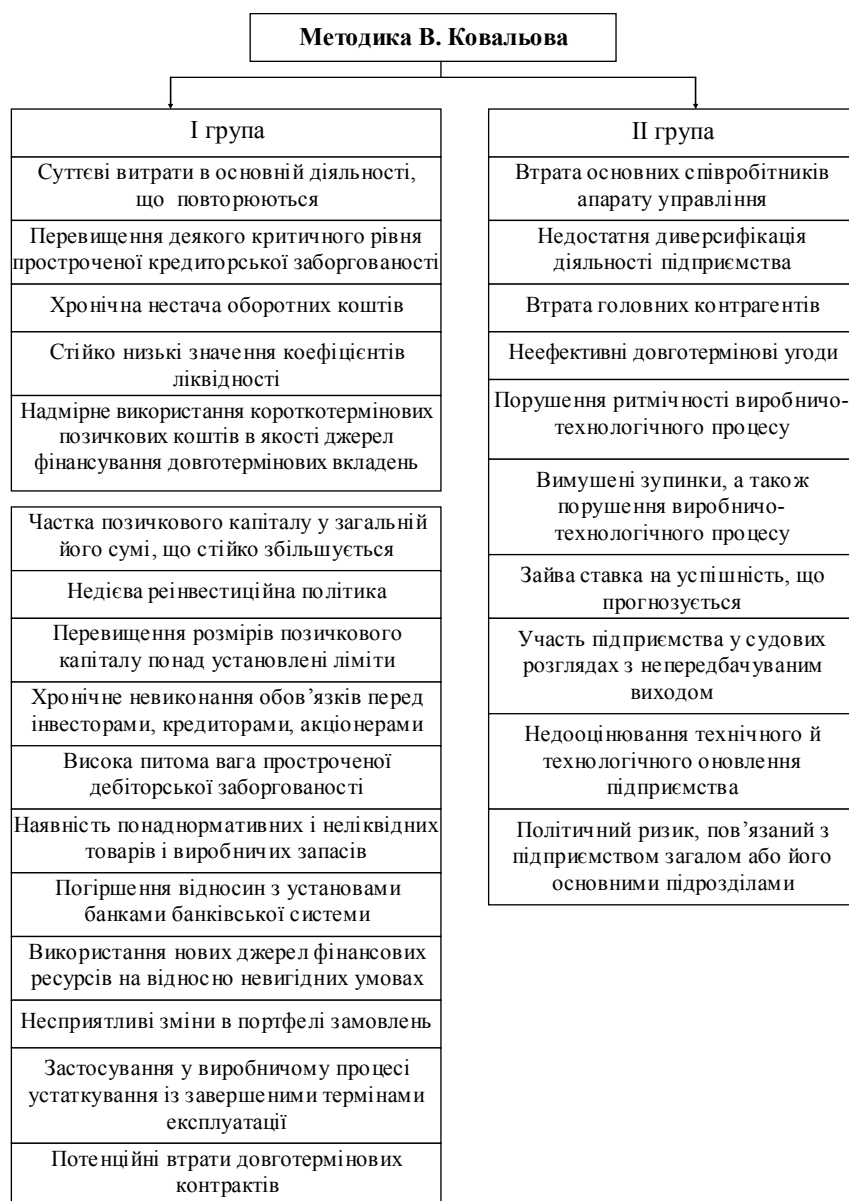 Методика В. Ковальова
І група
Суттєві витрати в основній діяльності,
що повторюються
Перевищення деякого критичного рівня
простроченої кредиторської заборгованості
Хронічна нестача оборотних коштів
Стійко низькі значення коефіцієнтів
ліквідності
Надмірне використання короткотермінових
позичкових коштів в якості джерел
фінансування довготермінових вкладень
Частка позичкового капіталу у загальній
його сумі, що стійко збільшується
Недієва реінвестиційна політика
Перевищення розмірів позичкового
капіталу понад установлені ліміти
Хронічне невиконання обов’язків перед
інвесторами, кредиторами, акціонерами
Висока питома вага простроченої
дебіторської заборгованості
Наявність понаднормативних і неліквідних
товарів і виробничих запасів
Погіршення відносин з установами
банками банківської системи
Використання нових джерел фінансових
ресурсів на відносно невигідних умовах
Несприятливі зміни в портфелі замовлень
Застосування у виробничому процесі
устаткування із завершеними термінами
експлуатації
Потенційні втрати довготермінових
контрактів
ІІ група
Втрата основних співробітників
апарату управління
Недостатня диверсифікація
діяльності підприємства
Втрата головних контрагентів
Неефективні довготермінові угоди
Порушення ритмічності виробничо-
технологічного процесу
Вимушені зупинки, а також
порушення виробничо-
технологічного процесу
Зайва ставка на успішність, що
прогнозується
Участь підприємства у судових
розглядах з непередбачуваним
виходом
Недооцінювання технічного й
технологічного оновлення
підприємства
Політичний ризик, пов’язаний з
підприємством загалом або його
основними підрозділами